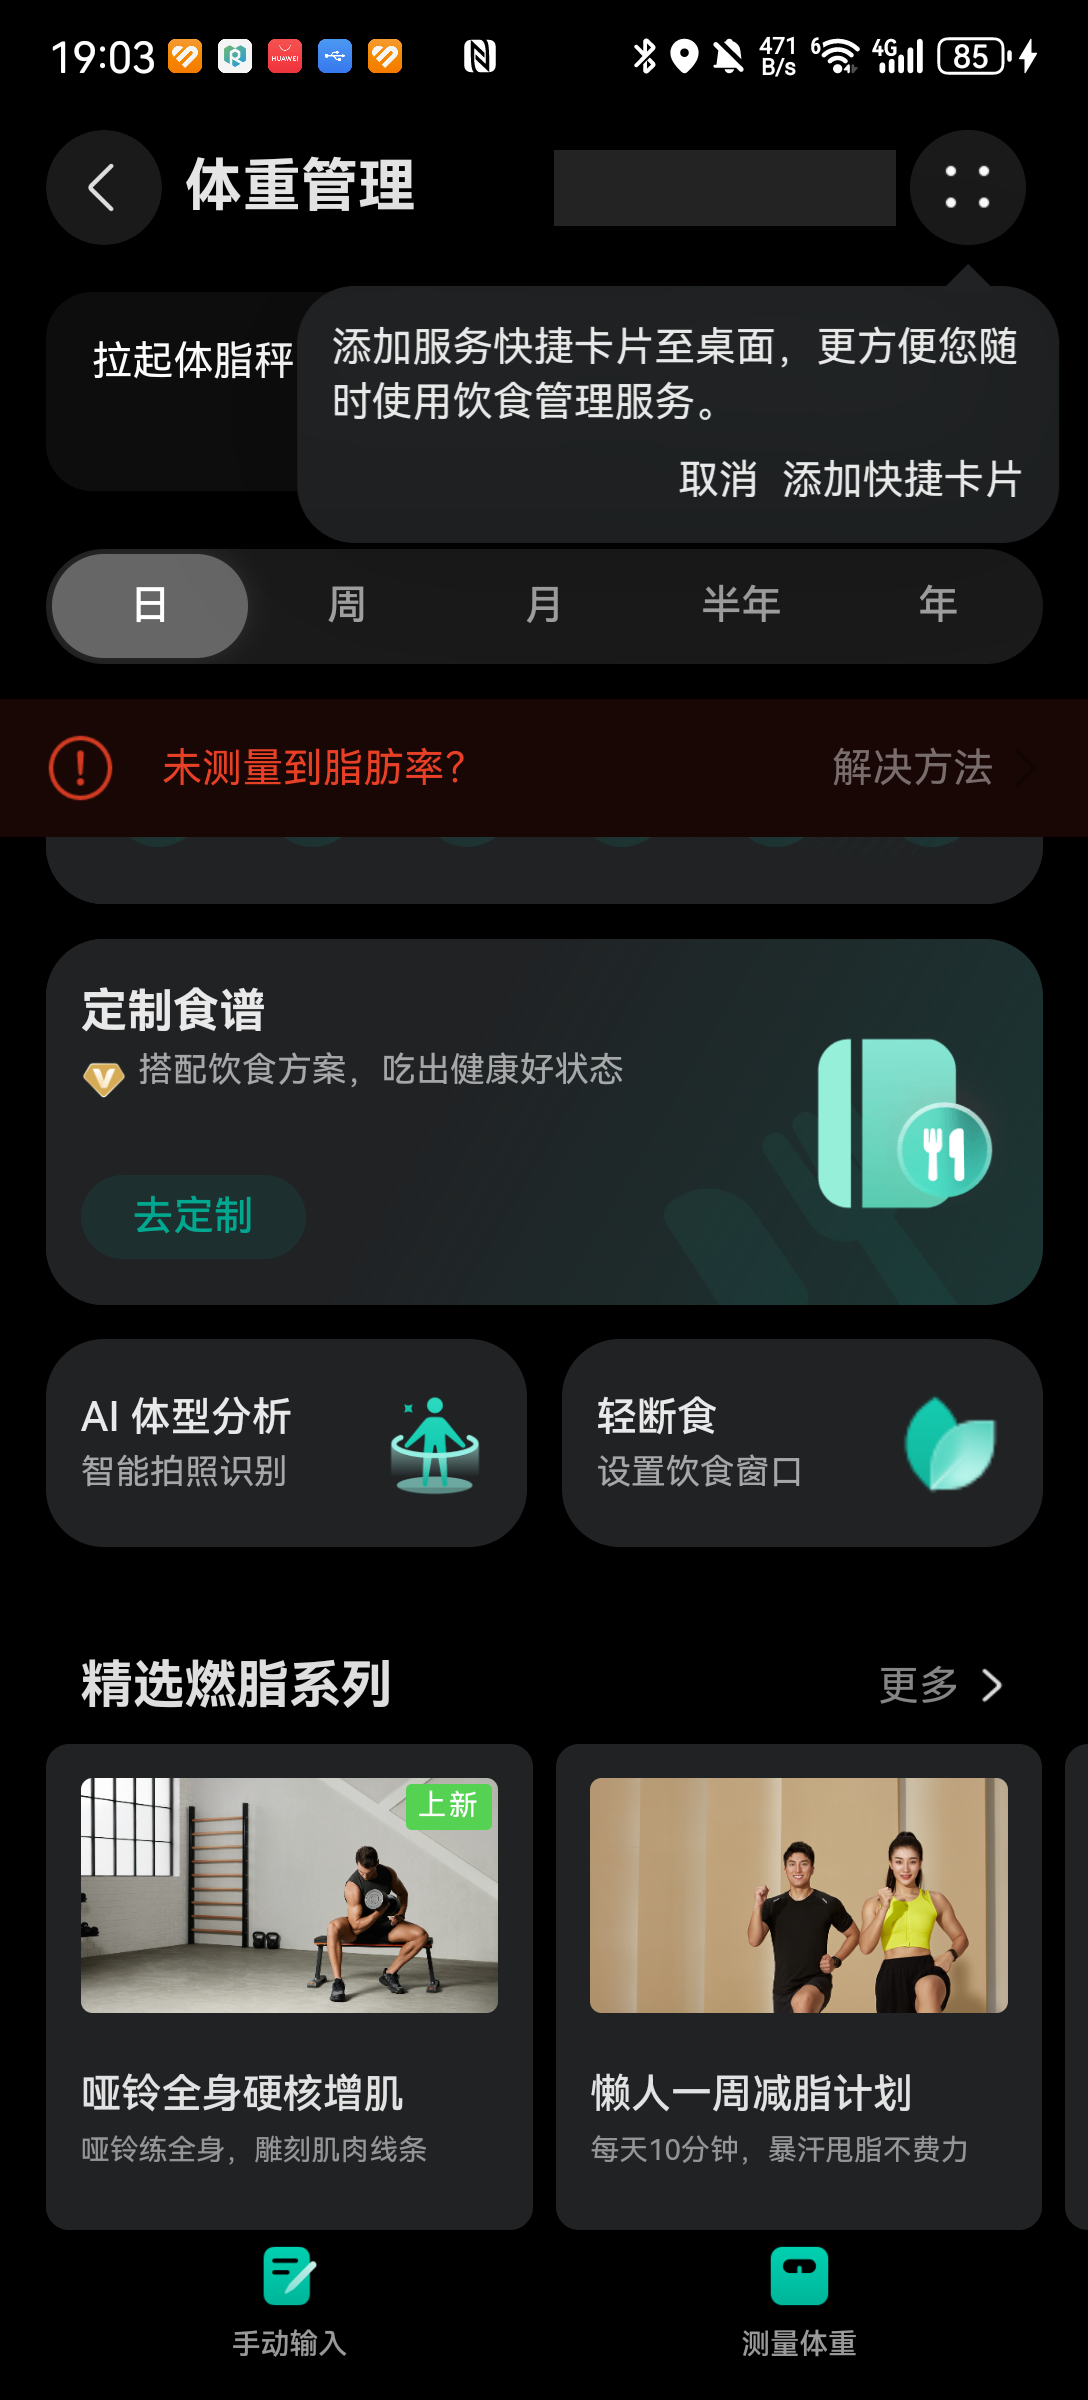 19:03
HUAWEI
471 B/s
6
4G
85
体重管理
拉起体脂秤
添加服务快捷卡片至桌面，更方便您随
时使用饮食管理服务。
取消 添加快捷卡片
日 周 月 半年 年
未测量到脂肪率？ 解决方法
定制食谱
搭配饮食方案，吃出健康好状态
去定制
AI 体型分析
智能拍照识别
轻断食
设置饮食窗口
精选燃脂系列 更多
上新
哑铃全身硬核增肌
哑铃练全身，雕刻肌肉线条
懒人一周减脂计划
每天10分钟，暴汗甩脂不费力
手动输入 测量体重